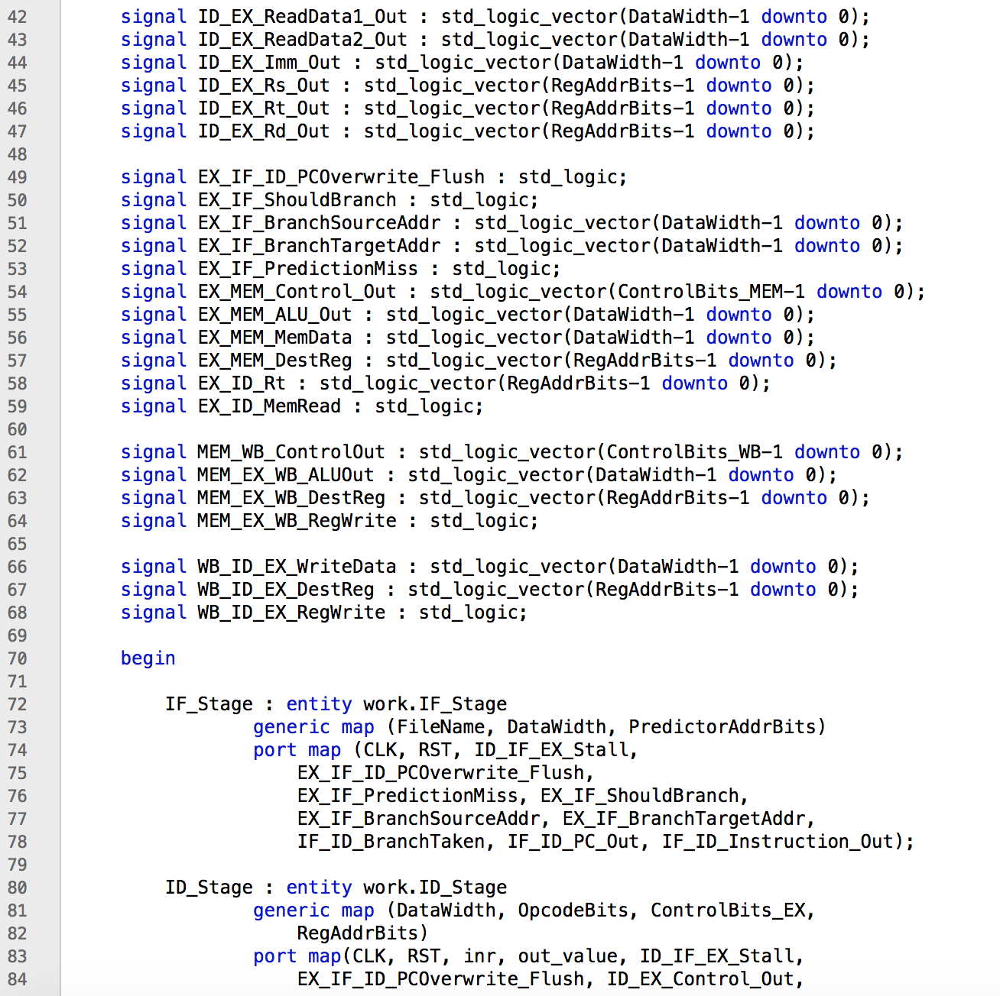 42 signal ID_EX_ReadData1_Out : std_logic_vector(DataWidth-1 downto 0);
43 signal ID_EX_ReadData2_Out : std_logic_vector(DataWidth-1 downto 0);
44 signal ID_EX_Imm_Out : std_logic_vector(DataWidth-1 downto 0);
45 signal ID_EX_Rs_Out : std_logic_vector(RegAddrBits-1 downto 0);
46 signal ID_EX_Rt_Out : std_logic_vector(RegAddrBits-1 downto 0);
47 signal ID_EX_Rd_Out : std_logic_vector(RegAddrBits-1 downto 0);
48
49 signal EX_IF_ID_PCOverwrite_Flush : std_logic;
50 signal EX_IF_ShouldBranch : std_logic;
51 signal EX_IF_BranchSourceAddr : std_logic_vector(DataWidth-1 downto 0);
52 signal EX_IF_BranchTargetAddr : std_logic_vector(DataWidth-1 downto 0);
53 signal EX_IF_PredictionMiss : std_logic;
54 signal EX_MEM_Control_Out : std_logic_vector(ControlBits_MEM-1 downto 0);
55 signal EX_MEM_ALU_Out : std_logic_vector(DataWidth-1 downto 0);
56 signal EX_MEM_MemData : std_logic_vector(DataWidth-1 downto 0);
57 signal EX_MEM_DestReg : std_logic_vector(RegAddrBits-1 downto 0);
58 signal EX_ID_Rt : std_logic_vector(RegAddrBits-1 downto 0);
59 signal EX_ID_MemRead : std_logic;
60
61 signal MEM_WB_ControlOut : std_logic_vector(ControlBits_WB-1 downto 0);
62 signal MEM_EX_WB_ALUOut : std_logic_vector(DataWidth-1 downto 0);
63 signal MEM_EX_WB_DestReg : std_logic_vector(RegAddrBits-1 downto 0);
64 signal MEM_EX_WB_RegWrite : std_logic;
65
66 signal WB_ID_EX_WriteData : std_logic_vector(DataWidth-1 downto 0);
67 signal WB_ID_EX_DestReg : std_logic_vector(RegAddrBits-1 downto 0);
68 signal WB_ID_EX_RegWrite : std_logic;
69
70 begin
71
72 IF_Stage : entity work.IF_Stage
73 generic map (FileName, DataWidth, PredictorAddrBits)
74 port map (CLK, RST, ID_IF_EX_Stall,
75 EX_IF_ID_PCOverwrite_Flush,
76 EX_IF_PredictionMiss, EX_IF_ShouldBranch,
77 EX_IF_BranchSourceAddr, EX_IF_BranchTargetAddr,
78 IF_ID_BranchTaken, IF_ID_PC_Out, IF_ID_Instruction_Out);
79
80 ID_Stage : entity work.ID_Stage
81 generic map (DataWidth, OpcodeBits, ControlBits_EX,
82 RegAddrBits)
83 port map(CLK, RST, inr, out_value, ID_IF_EX_Stall,
84 EX_IF_ID_PCOverwrite_Flush, ID_EX_Control_Out,